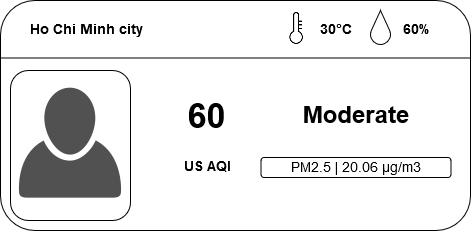 Ho Chi Minh city
30°C
60%
60
Moderate
US AQI
PM2.5 | 20.06 µg/m3